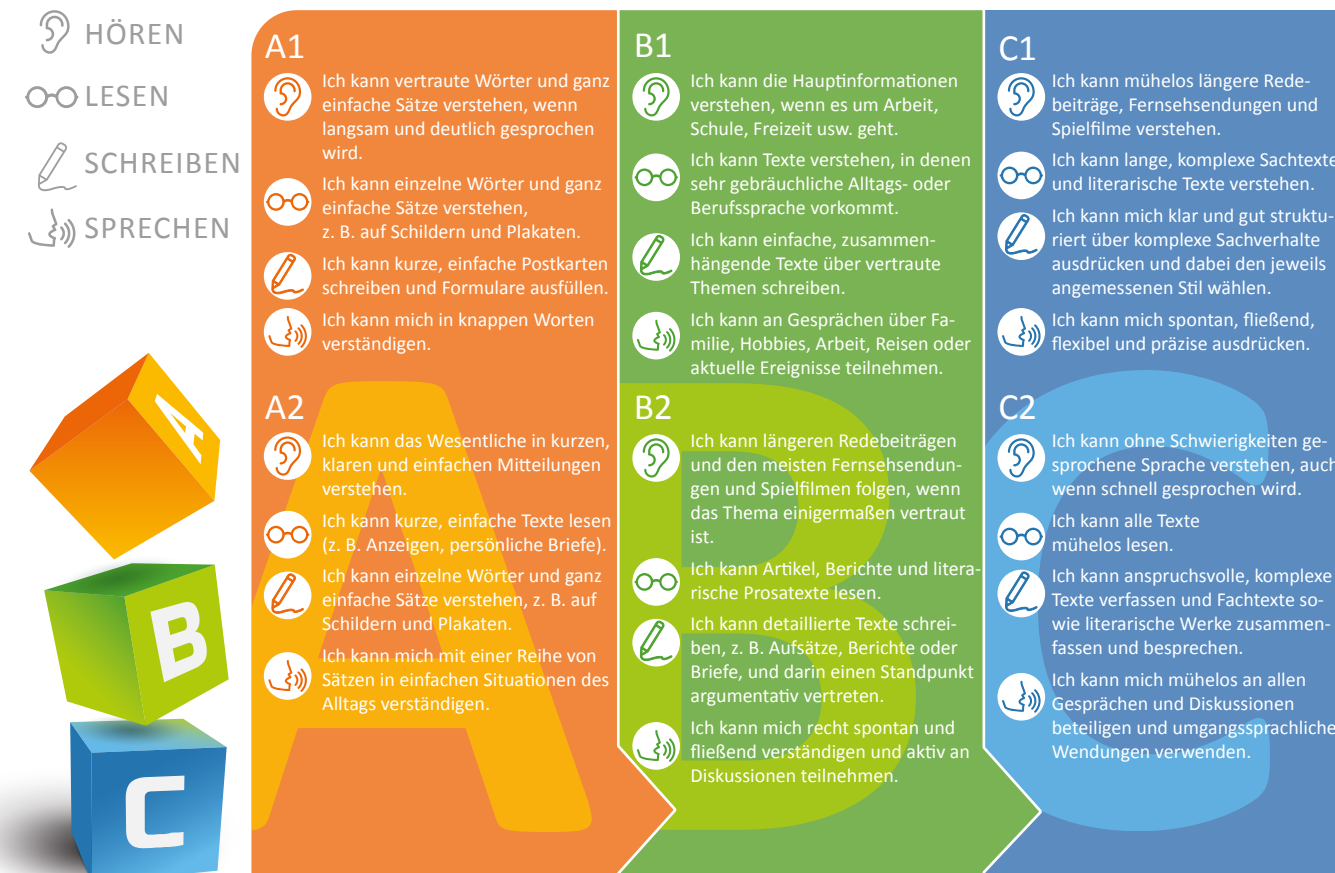 HÖREN
LESEN
SCHREIBEN
SPRECHEN
A1
Ich kann vertraute Wörter und ganz
einfache Sätze verstehen, wenn
langsam und deutlich gesprochen
wird.
Ich kann einzelne Wörter und ganz
einfache Sätze verstehen,
z. B. auf Schildern und Plakaten.
Ich kann kurze, einfache Postkarten
schreiben und Formulare ausfüllen.
Ich kann mich in knappen Worten
verständigen.
A2
Ich kann das Wesentliche in kurzen,
klaren und einfachen Mitteilungen
verstehen.
Ich kann kurze, einfache Texte lesen
(z. B. Anzeigen, persönliche Briefe).
Ich kann einzelne Wörter und ganz
einfache Sätze verstehen, z. B. auf
Schildern und Plakaten.
Ich kann mich mit einer Reihe von
Sätzen in einfachen Situationen des
Alltags verständigen.
B1
Ich kann die Hauptinformationen
verstehen, wenn es um Arbeit,
Schule, Freizeit usw. geht.
Ich kann Texte verstehen, in denen
sehr gebräuchliche Alltags- oder
Berufssprache vorkommt.
Ich kann einfache, zusammen-
hängende Texte über vertraute
Themen schreiben.
Ich kann an Gesprächen über Fa-
milie, Hobbies, Arbeit, Reisen oder
aktuelle Ereignisse teilnehmen.
B2
Ich kann längeren Redebeiträgen
und den meisten Fernsehsendun-
gen und Spielfilmen folgen, wenn
das Thema einigermaßen vertraut
ist.
Ich kann Artikel, Berichte und litera-
rische Prosatexte lesen.
Ich kann detaillierte Texte schrei-
ben, z. B. Aufsätze, Berichte oder
Briefe, und darin einen Standpunkt
argumentativ vertreten.
Ich kann mich recht spontan und
fließend verständigen und aktiv an
Diskussionen teilnehmen.
C1
Ich kann mühelos längere Rede-
beiträge, Fernsehsendungen und
Spielfilme verstehen.
Ich kann lange, komplexe Sachtexte
und literarische Texte verstehen.
Ich kann mich klar und gut struktu-
riert über komplexe Sachverhalte
ausdrücken und dabei den jeweils
angemessenen Stil wählen.
Ich kann mich spontan, fließend,
flexibel und präzise ausdrücken.
C2
Ich kann ohne Schwierigkeiten ge-
sprochene Sprache verstehen, auch
wenn schnell gesprochen wird.
Ich kann alle Texte
mühelos lesen.
Ich kann anspruchsvolle, komplexe
Texte verfassen und Fachtexte so-
wie literarische Werke zusammen-
fassen und besprechen.
Ich kann mich mühelos an allen
Gesprächen und Diskussionen
beteiligen und umgangssprachliche
Wendungen verwenden.
A
B
C
A
B
C